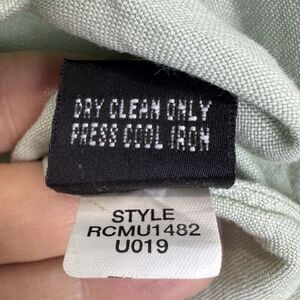 DRY CLEAN ONLY
PRESS COOL IRON
STYLE
RCMU1482
U019